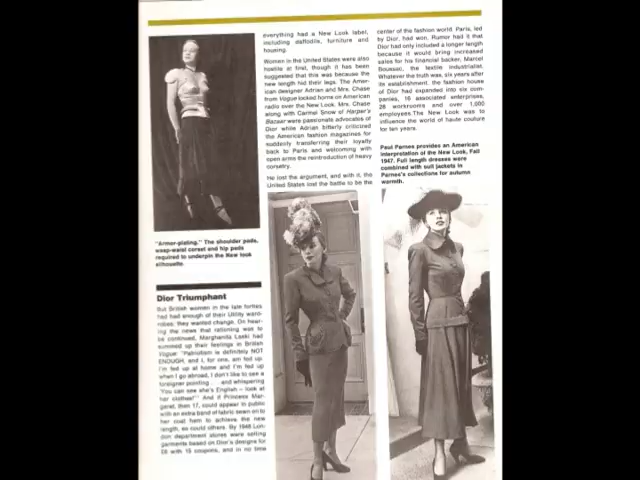 everything had a New Look label,
including daffodils, furniture and
housing.
Women in the United States were also
hostile at first, though it has been
suggested that this was because the
new length hid their legs. The Amer-
ican designer Adrian and Mrs. Chase
from Vogue locked horns on American
radio over the New Look. Mrs. Chase
along with Carmel Snow of Harper's
Bazaar were passionate advocates of
Dior while Adrian bitterly criticized
the American fashion magazines for
suddenly transferring their loyalty
back to Paris and welcoming with
open arms the reintroduction of heavy
corsetry.
He lost the argument, and with it, the
United States lost the battle to be the
center of the fashion world. Paris, led
by Dior, had won. Rumor had it that
Dior had only included a longer length
because it would bring increased
sales for his financial backer, Marcel
Boussac, the textile industrialist.
Whatever the truth was, six years after
its establishment, the fashion house
of Dior had expanded into six com-
panies, 16 associated enterprises,
28 workrooms and over 1,000
employees. The New Look was to
influence the world of haute couture
for ten years.
Paul Parnes provides an American
interpretation of the New Look, Fall
1947. Full length dresses were
combined with suit jackets in
Parnes's collections for autumn
warmth.
"Armor-plating." The shoulder pads,
wasp-waist corset and hip pads
required to underpin the New look
silhouette.
Dior Triumphant
But British women in the late forties
had had enough of their Utility ward-
robes; they wanted change. On hear-
ing the news that rationing was to
be continued, Marghanita Laski had
summed up their feelings in British
Vogue: "Patriotism is definitely NOT
ENOUGH, and I, for one, am fed up.
I'm fed up at home and I'm fed up
when I go abroad, I don't like to see a
foreigner pointing and whispering
'You can see she's English – look at
her clothes!'" And if Princess Mar-
garet, then 17, could appear in public
with an extra band of fabric sewn on to
her coat hem to achieve the new
length, so could others. By 1948 Lon-
don department stores were selling
garments based on Dior's designs for
with 15 coupons, and in no time